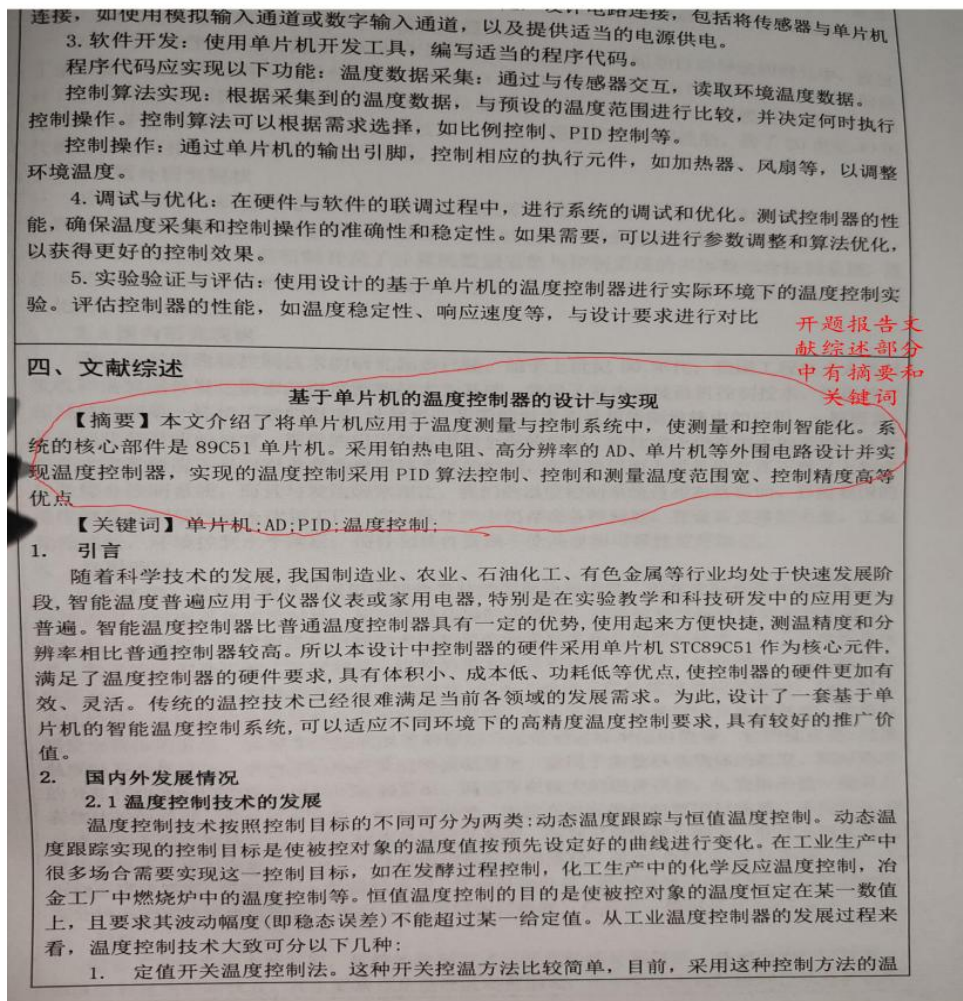 连接，如使用模拟输入通道或数字输入通道，以及提供适当的电源供电。
设计电路连接，包括将传感器与单片机
3.软件开发：使用单片机开发工具，编写适当的程序代码。
程序代码应实现以下功能：温度数据采集：通过与传感器交互，读取环境温度数据。
控制算法实现：根据采集到的温度数据，与预设的温度范围进行比较，并决定何时执行
控制操作。控制算法可以根据需求选择，如比例控制、PID 控制等。
控制操作：通过单片机的输出引脚，控制相应的执行元件，如加热器、风扇等，以调整
环境温度。
4.调试与优化：在硬件与软件的联调过程中，进行系统的调试和优化。测试控制器的性
能，确保温度采集和控制操作的准确性和稳定性。如果需要，可以进行参数调整和算法优化，
以获得更好的控制效果。
5.实验验证与评估：使用设计的基于单片机的温度控制器进行实际环境下的温度控制实
验。评估控制器的性能，如温度稳定性、响应速度等，与设计要求进行对比
开题报告文
献综述部分
中有摘要和
关键词
四、文献综述
基于单片机的温度控制器的设计与实现
【摘要】本文介绍了将单片机应用于温度测量与控制系统中，使测量和控制智能化。系
统的核心部件是 89C51 单片机。采用铂热电阻、高分辨率的 AD、单片机等外围电路设计并实
现温度控制器，实现的温度控制采用 PID 算法控制、控制和测量温度范围宽、控制精度高等
优点
【关键词】单片机;AD;PID;温度控制;
1. 引言
随着科学技术的发展,我国制造业、农业、石油化工、有色金属等行业均处于快速发展阶
段,智能温度普遍应用于仪器仪表或家用电器,特别是在实验教学和科技研发中的应用更为
普遍。智能温度控制器比普通温度控制器具有一定的优势,使用起来方便快捷,测温精度和分
辨率相比普通控制器较高。所以本设计中控制器的硬件采用单片机 STC89C51 作为核心元件,
满足了温度控制器的硬件要求,具有体积小、成本低、功耗低等优点,使控制器的硬件更加有
效、灵活。传统的温控技术已经很难满足当前各领域的发展需求。为此,设计了一套基于单
片机的智能温度控制系统,可以适应不同环境下的高精度温度控制要求,具有较好的推广价
值。
2. 国内外发展情况
2.1 温度控制技术的发展
温度控制技术按照控制目标的不同可分为两类:动态温度跟踪与恒值温度控制。动态温
度跟踪实现的控制目标是使被控对象的温度值按预先设定好的曲线进行变化。在工业生产中
很多场合需要实现这一控制目标，如在发酵过程控制，化工生产中的化学反应温度控制，冶
金工厂中燃烧炉中的温度控制等。恒值温度控制的目的是使被控对象的温度恒定在某一数值
上，且要求其波动幅度(即稳态误差)不能超过某一给定值。从工业温度控制器的发展过程来
看，温度控制技术大致可分以下几种:
1. 定值开关温度控制法。这种开关控温方法比较简单，目前，采用这种控制方法的温